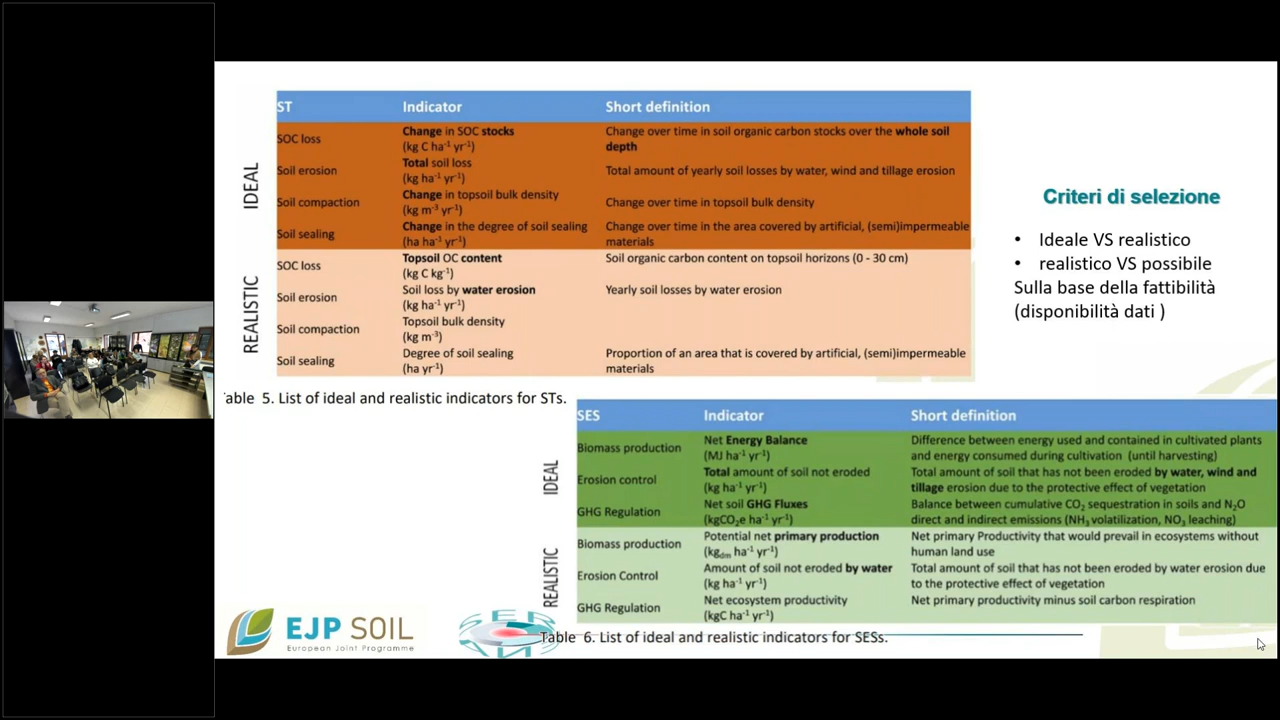 ST Indicator Short definition
IDEAL
SOC loss
Change in SOC stocks
(kg C ha⁻¹ yr⁻¹)
Change over time in soil organic carbon stocks over the whole soil
depth
Soil erosion
Total soil loss
(kg ha⁻¹ yr⁻¹)
Total amount of yearly soil losses by water, wind and tillage erosion
Soil compaction
Change in topsoil bulk density
(kg m⁻³ yr⁻¹)
Change over time in topsoil bulk density
Soil sealing
Change in the degree of soil sealing
(ha ha⁻¹ yr⁻¹)
Change over time in the area covered by artificial, (semi)impermeable
materials
REALISTIC
SOC loss
Topsoil OC content
(kg C kg⁻¹)
Soil organic carbon content on topsoil horizons (0 - 30 cm)
Soil erosion
Soil loss by water erosion
(kg ha⁻¹ yr⁻¹)
Yearly soil losses by water erosion
Soil compaction
Topsoil bulk density
(kg m⁻³)
Soil sealing
Degree of soil sealing
(ha yr⁻¹)
Proportion of an area that is covered by artificial, (semi)impermeable
materials
able 5. List of ideal and realistic indicators for STs.
Criteri di selezione
• Ideale VS realistico
• realistico VS possibile
Sulla base della fattibilità
(disponibilità dati )
SES Indicator Short definition
IDEAL
Biomass production
Net Energy Balance
(MJ ha⁻¹ yr⁻¹)
Difference between energy used and contained in cultivated plants
and energy consumed during cultivation (until harvesting)
Erosion control
Total amount of soil not eroded
(kg ha⁻¹ yr⁻¹)
Total amount of soil that has not been eroded by water, wind and
tillage erosion due to the protective effect of vegetation
GHG Regulation
Net soil GHG Fluxes
(kgCO₂e ha⁻¹ yr⁻¹)
Balance between cumulative CO₂ sequestration in soils and N₂O
direct and indirect emissions (NH₃ volatilization, NO₃ leaching)
REALISTIC
Biomass production
Potential net primary production
(kg_dm ha⁻¹ yr⁻¹)
Net primary Productivity that would prevail in ecosystems without
human land use
Erosion Control
Amount of soil not eroded by water
(kg ha⁻¹ yr⁻¹)
Total amount of soil that has not been eroded by water erosion due
to the protective effect of vegetation
GHG Regulation
Net ecosystem productivity
(kgC ha⁻¹ yr⁻¹)
Net primary productivity minus soil carbon respiration
Table 6. List of ideal and realistic indicators for SESs.
EJP SOIL
European Joint Programme